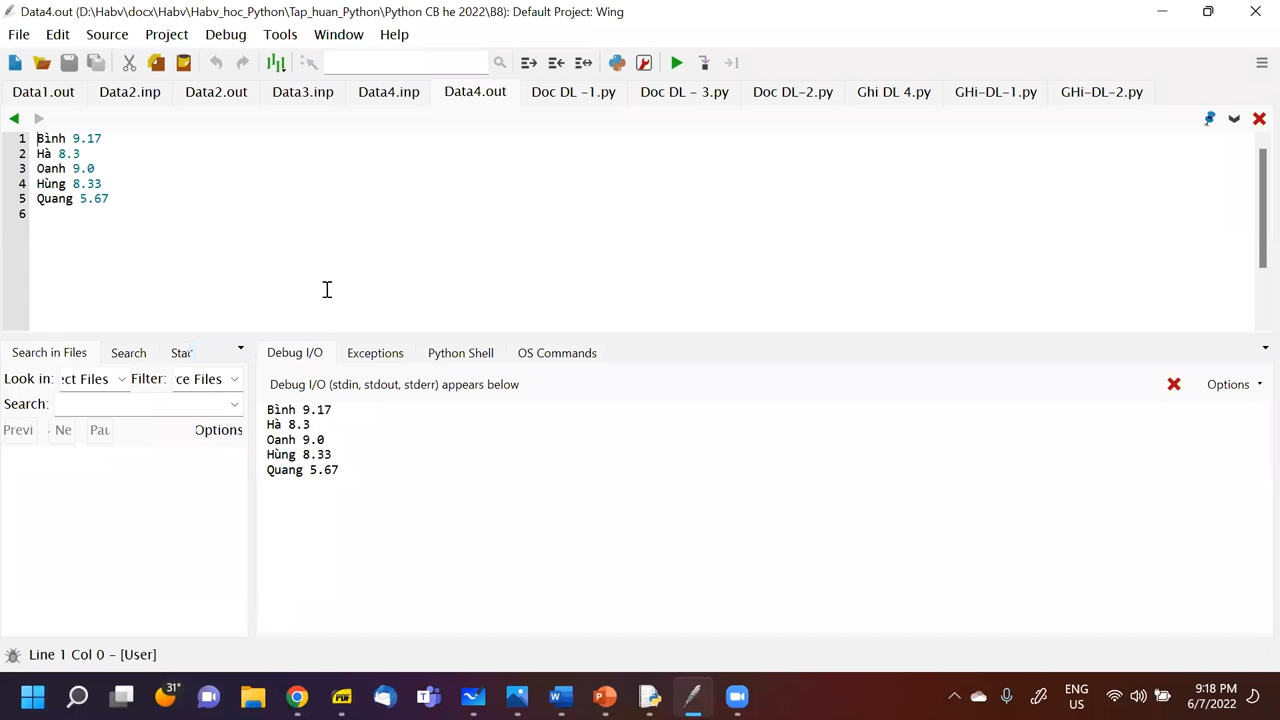 Data4.out (D:\Habv\docx\Habv\Habv_hoc_Python\Tap_huan_Python\Python CB he 2022\B8): Default Project: Wing
File Edit Source Project Debug Tools Window Help
Data1.out Data2.inp Data2.out Data3.inp Data4.inp Data4.out Doc DL -1.py Doc DL - 3.py Doc DL-2.py Ghi DL 4.py GHi-DL-1.py GHi-DL-2.py
1 Bình 9.17
2 Hà 8.3
3 Oanh 9.0
4 Hùng 8.33
5 Quang 5.67
6
Search in Files Search Stac Debug I/O Exceptions Python Shell OS Commands
Look in: ect Files Filter: ce Files Debug I/O (stdin, stdout, stderr) appears below Options
Search:
Previ Ne Pau Options
Bình 9.17
Hà 8.3
Oanh 9.0
Hùng 8.33
Quang 5.67
Line 1 Col 0 – [User]
31° PDF ENG US 9:18 PM 6/7/2022